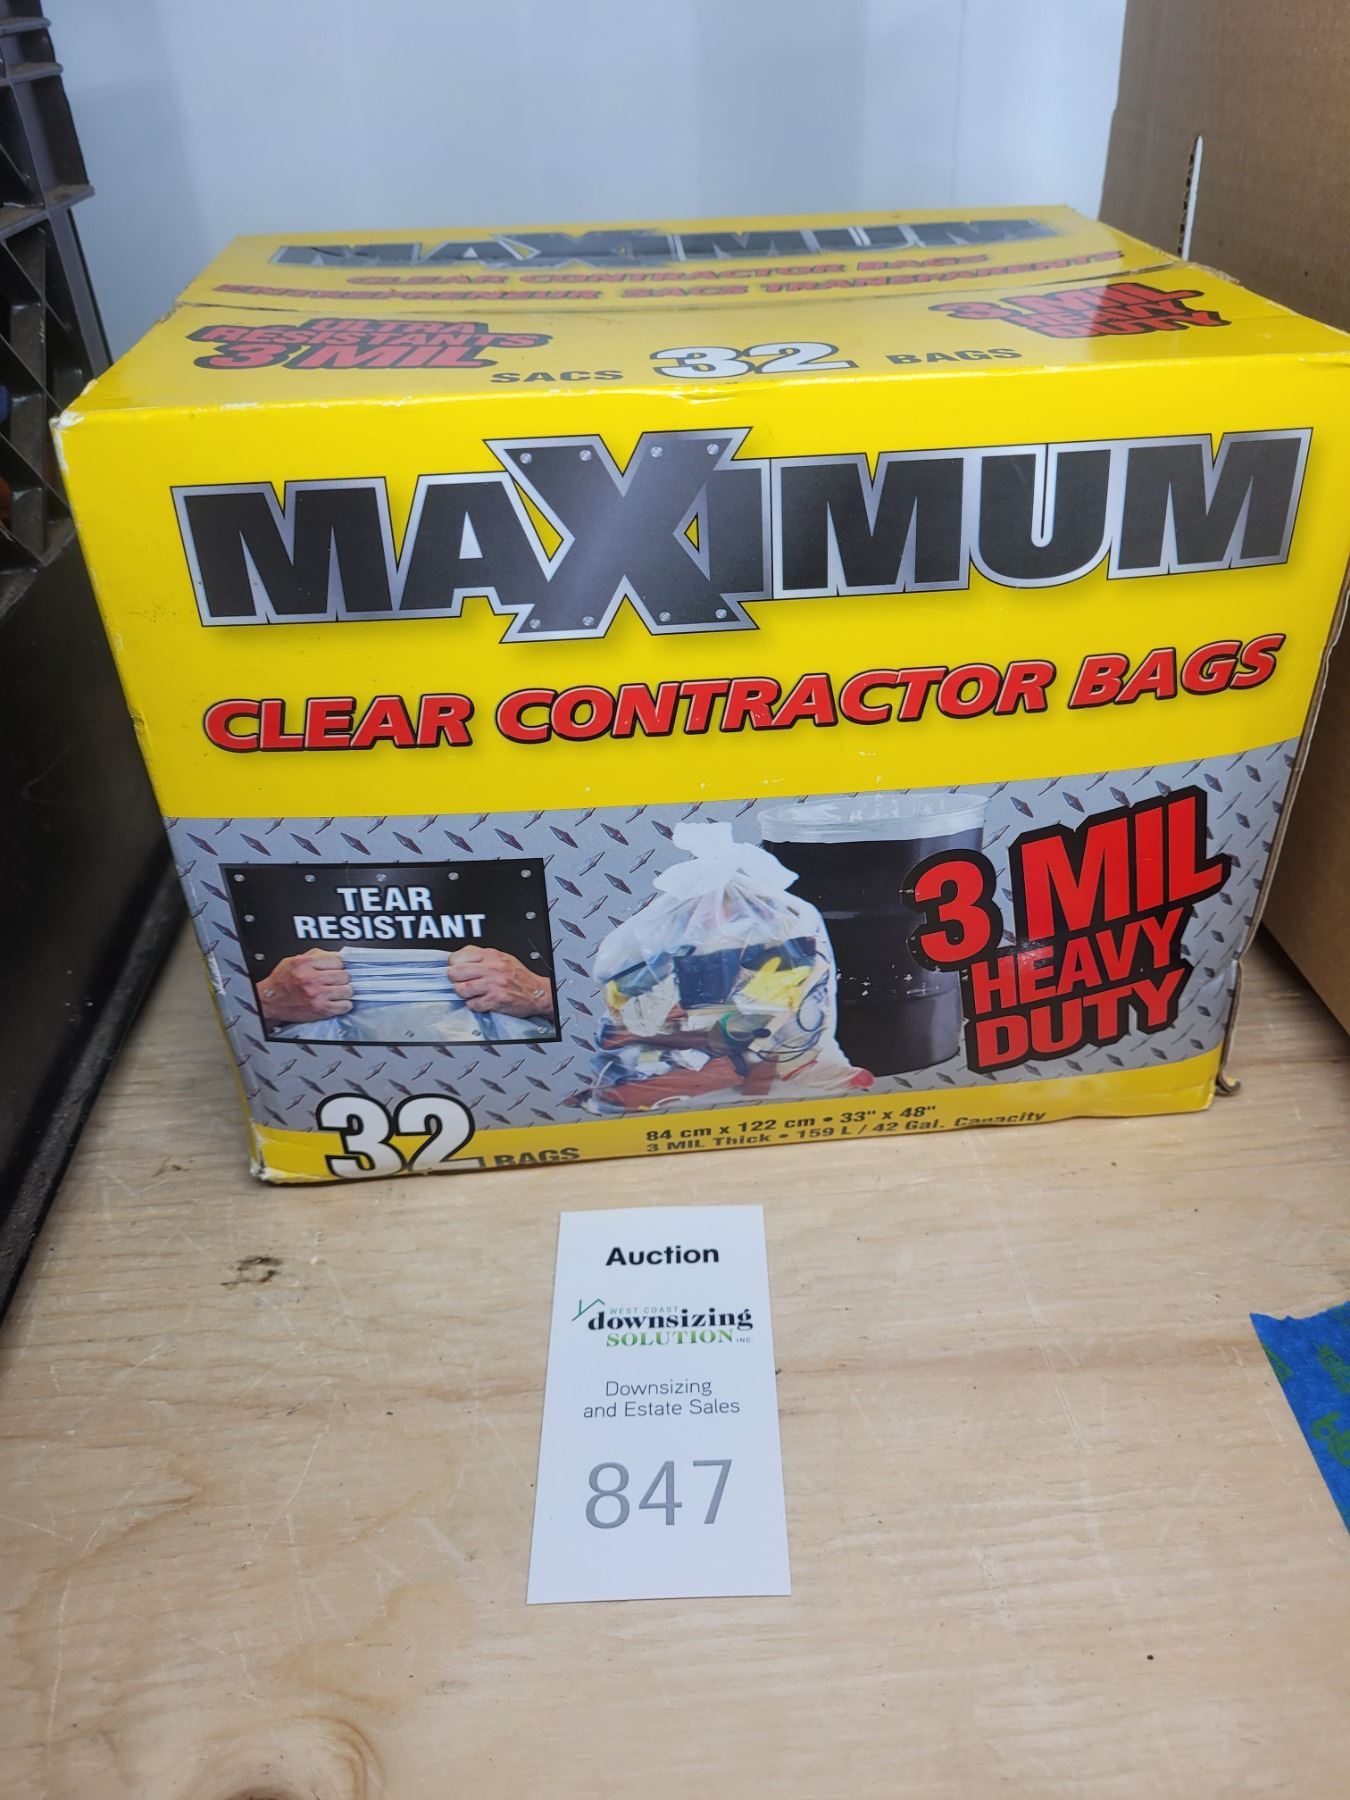 MAXIMUM
CLEAR CONTRACTOR BAGS
ENTREPRENEUR SACS TRANSPARENTS
ULTRA
RESISTANTS
3 MIL
SACS 32 BAGS
3 MIL
HEAVY
DUTY
MAXIMUM
CLEAR CONTRACTOR BAGS
TEAR
RESISTANT
3 MIL
HEAVY
DUTY
32 BAGS
84 cm x 122 cm • 33" x 48"
3 MIL Thick • 159 L / 42 Gal. Capacity
Auction
WEST COAST
downsizing
SOLUTION INC.
Downsizing
and Estate Sales
847